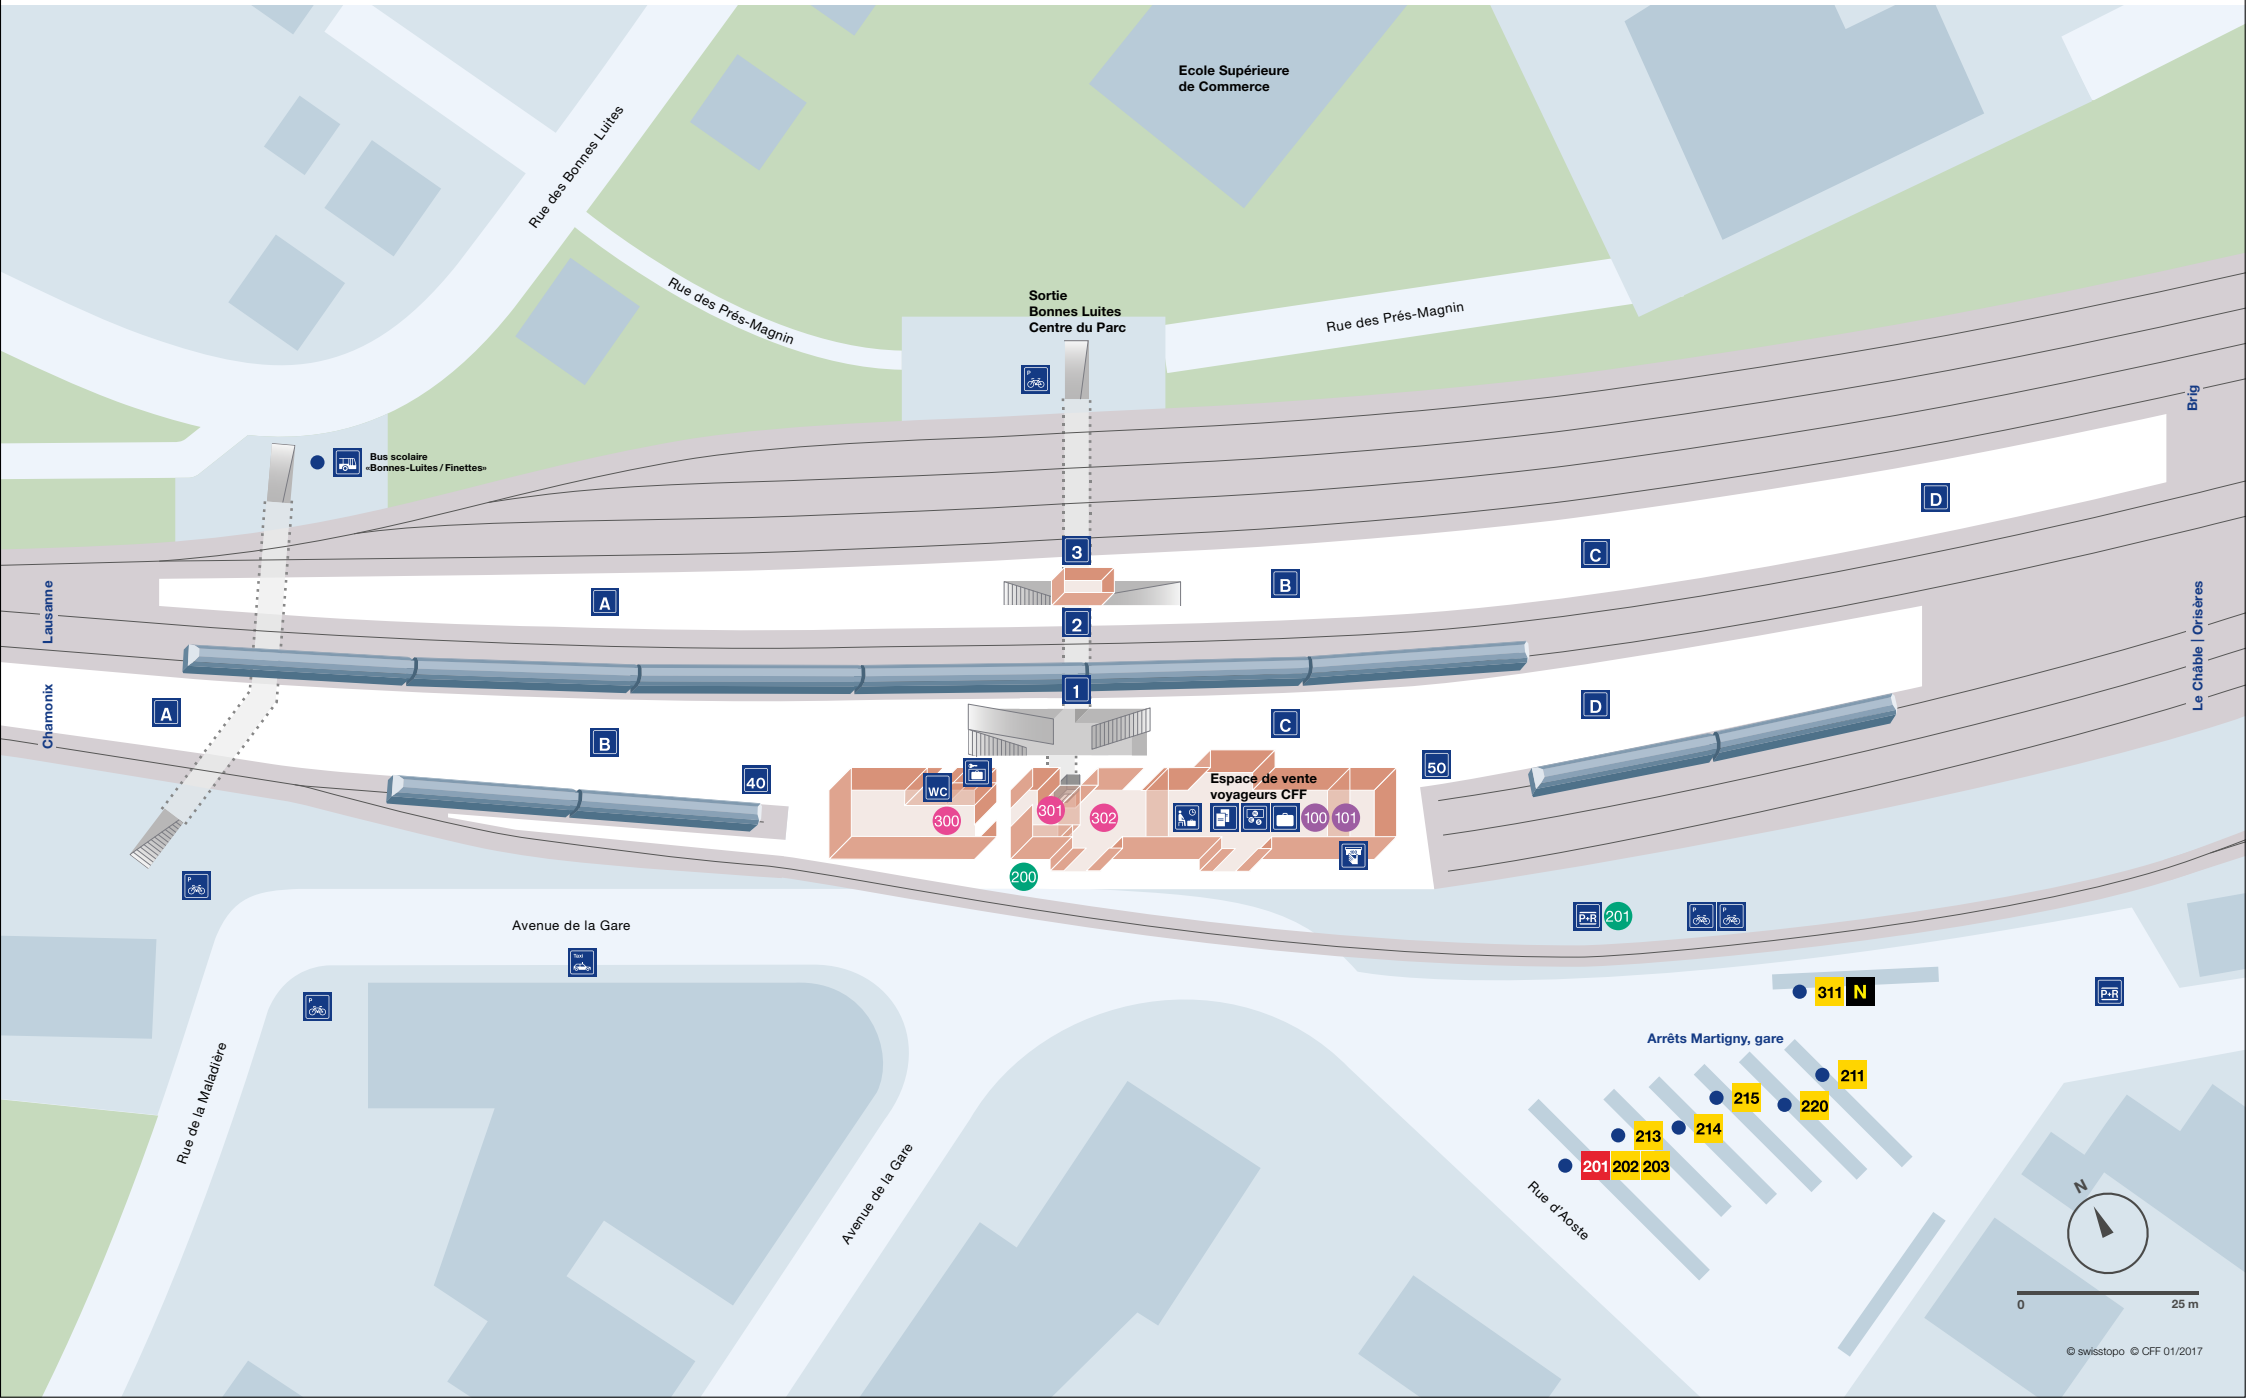 Ecole Supérieure
de Commerce
Rue des Bonnes Luites
Rue des Prés-Magnin
Sortie
Bonnes Luites
Centre du Parc
Rue des Prés-Magnin
P
Brig
Bus scolaire
«Bonnes-Luites / Finettes»
D
3
C
B
A
Lausanne
2
Le Châble | Orisères
1
A
Chamonix
B
C
D
40
50
WC
Espace de vente
voyageurs CFF
300
301
302
100
101
200
P
Avenue de la Gare
P+R
201
P
P
Taxi
P
311
N
P+R
Arrêts Martigny, gare
211
215
220
214
213
201
202
203
Rue de la Maladière
Avenue de la Gare
Rue d'Aoste
N
0
25 m
© swisstopo © CFF 01/2017